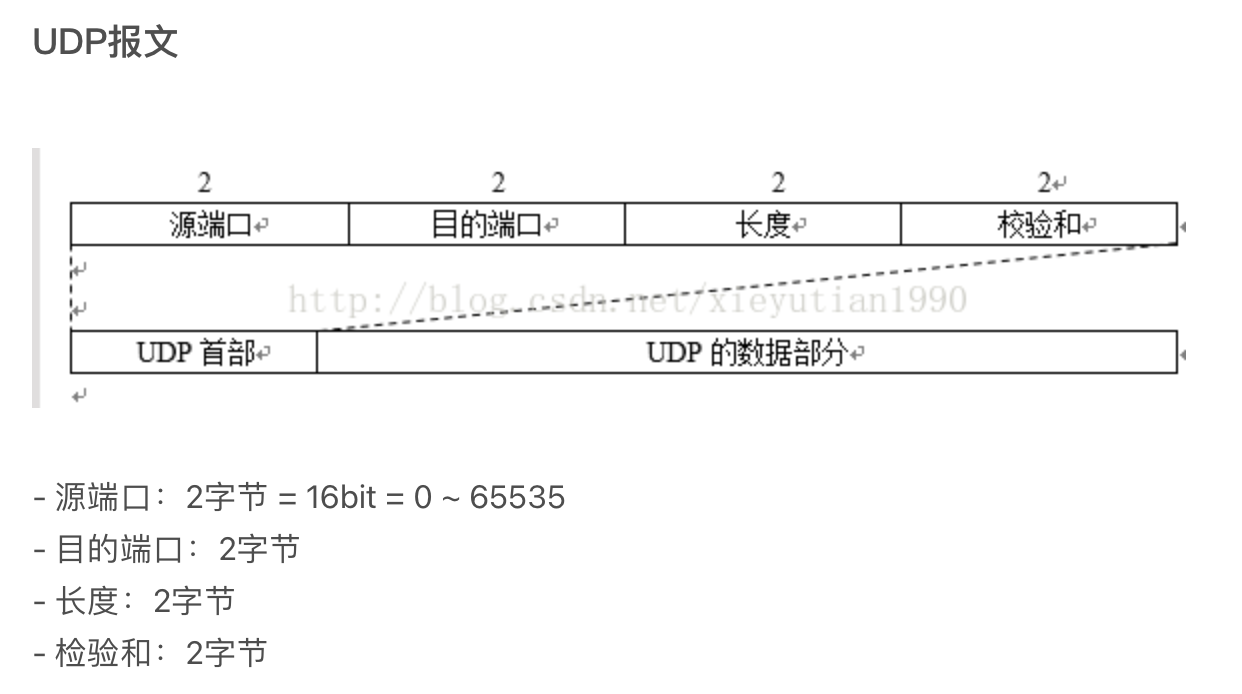 UDP报文
2 2 2 2↵
源端口↵ 目的端口↵ 长度↵ 校验和↵
↵
http://blog.csdn.net/xieyutian1990
↵
UDP 首部↵ UDP 的数据部分↵
↵
- 源端口：2字节 = 16bit = 0 ~ 65535
- 目的端口：2字节
- 长度：2字节
- 检验和：2字节